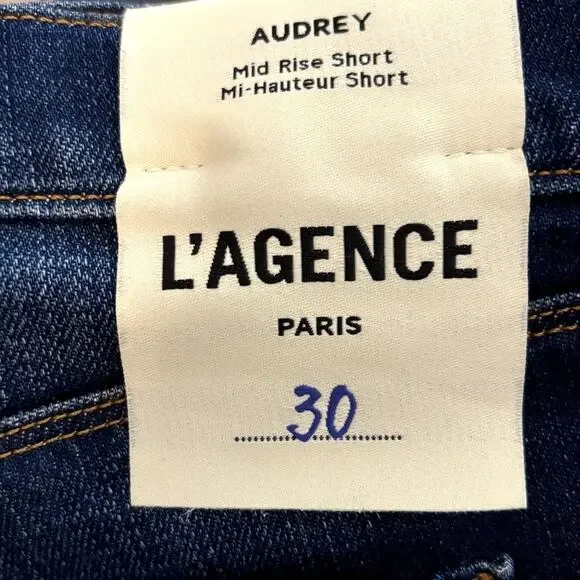 AUDREY
Mid Rise Short
Mi-Hauteur Short
L'AGENCE
PARIS
30